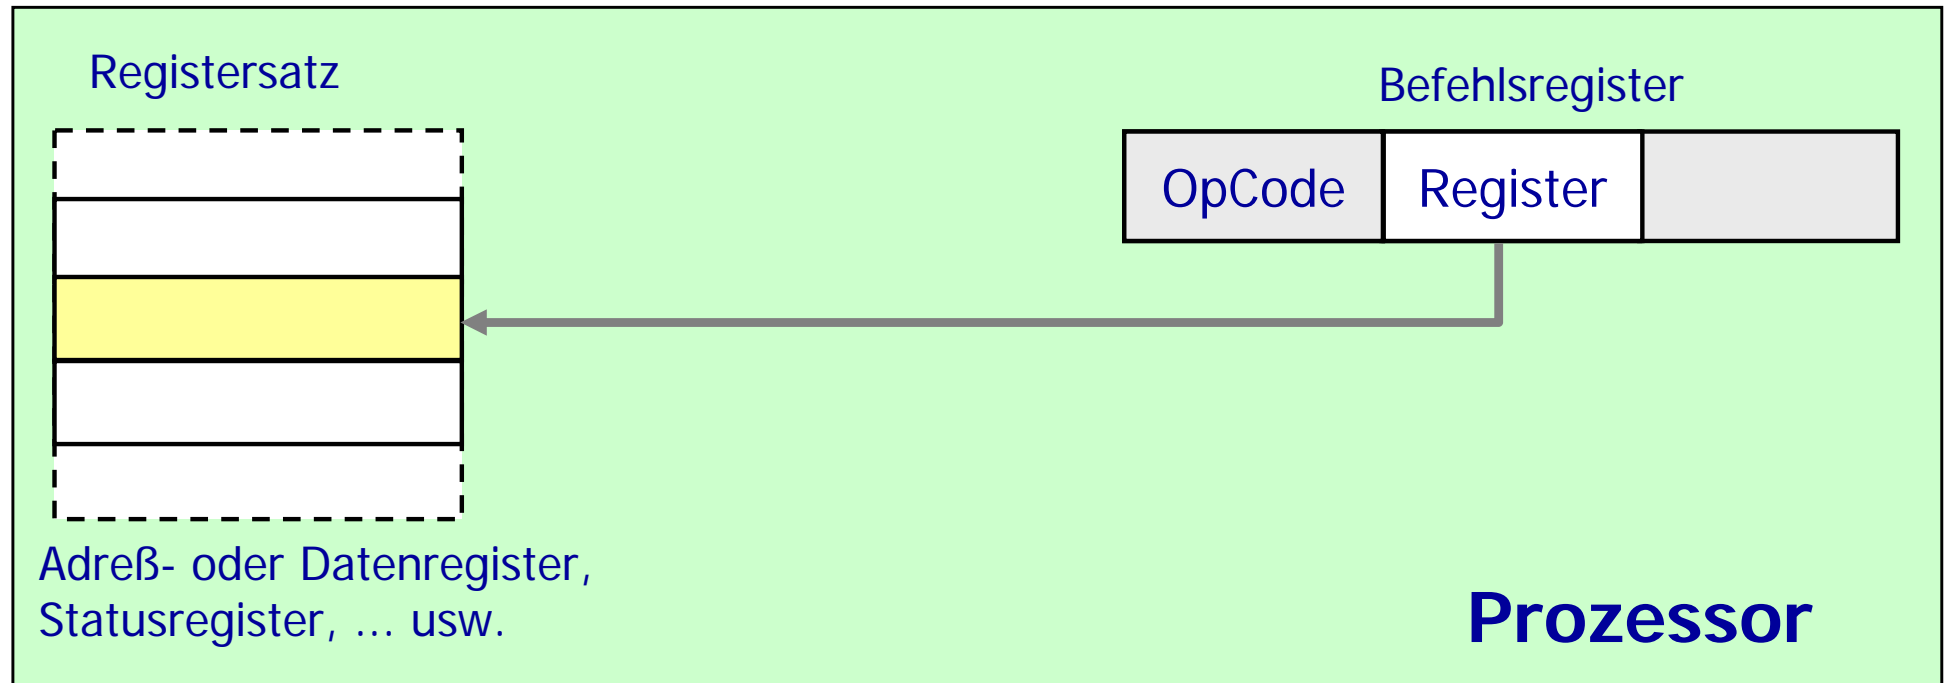 Registersatz
Befehlsregister
OpCode
Register
Adreß- oder Datenregister,
Statusregister, ... usw.
Prozessor